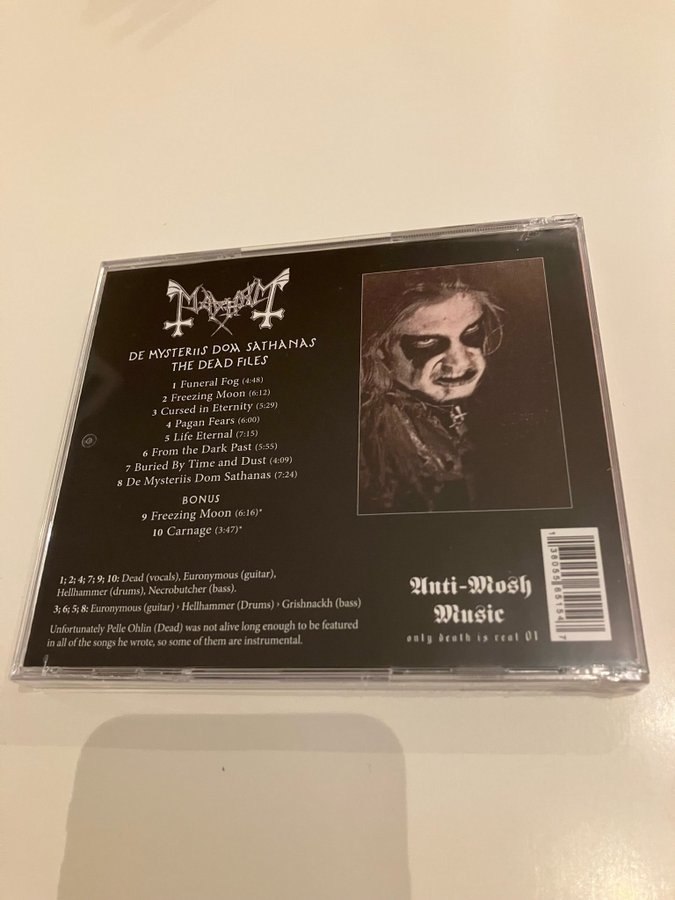 MAYHEM
DE MYSTERIIS DOM SATHANAS
THE DEAD FILES
1 Funeral Fog (4:48)
2 Freezing Moon (6:12)
3 Cursed in Eternity (5:29)
4 Pagan Fears (6:00)
5 Life Eternal (7:15)
6 From the Dark Past (5:55)
7 Buried By Time and Dust (4:09)
8 De Mysteriis Dom Sathanas (7:24)
BONUS
9 Freezing Moon (6:16)*
10 Carnage (3:47)*
1; 2; 4; 7; 9; 10: Dead (vocals), Euronymous (guitar),
Hellhammer (drums), Necrobutcher (bass).
3; 6; 5; 8: Euronymous (guitar) › Hellhammer (Drums) › Grishnackh (bass)
Unfortunately Pelle Ohlin (Dead) was not alive long enough to be featured
in all of the songs he wrote, so some of them are instrumental.
Anti-Mosh
Music
only death is real 01
1 38055 65154 7